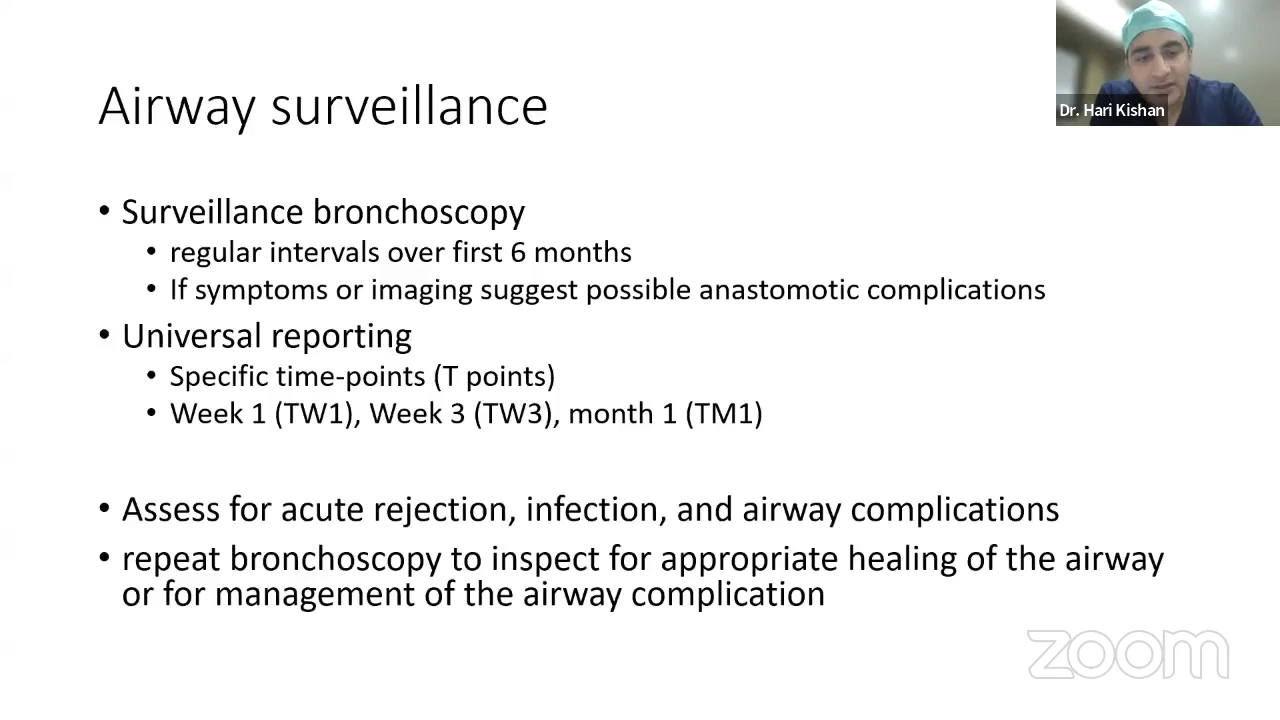 Dr. Hari Kishan
Airway surveillance
• Surveillance bronchoscopy
• regular intervals over first 6 months
• If symptoms or imaging suggest possible anastomotic complications
• Universal reporting
• Specific time-points (T points)
• Week 1 (TW1), Week 3 (TW3), month 1 (TM1)
• Assess for acute rejection, infection, and airway complications
• repeat bronchoscopy to inspect for appropriate healing of the airway
or for management of the airway complication
zoom